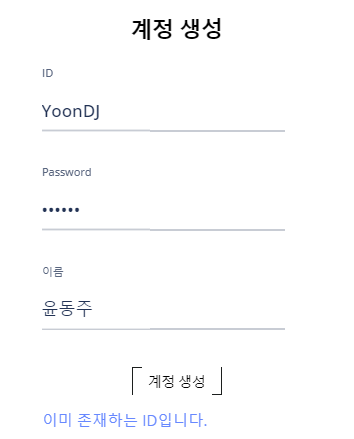 계정 생성
ID
YoonDJ
Password
••••••
이름
윤동주
계정 생성
이미 존재하는 ID입니다.